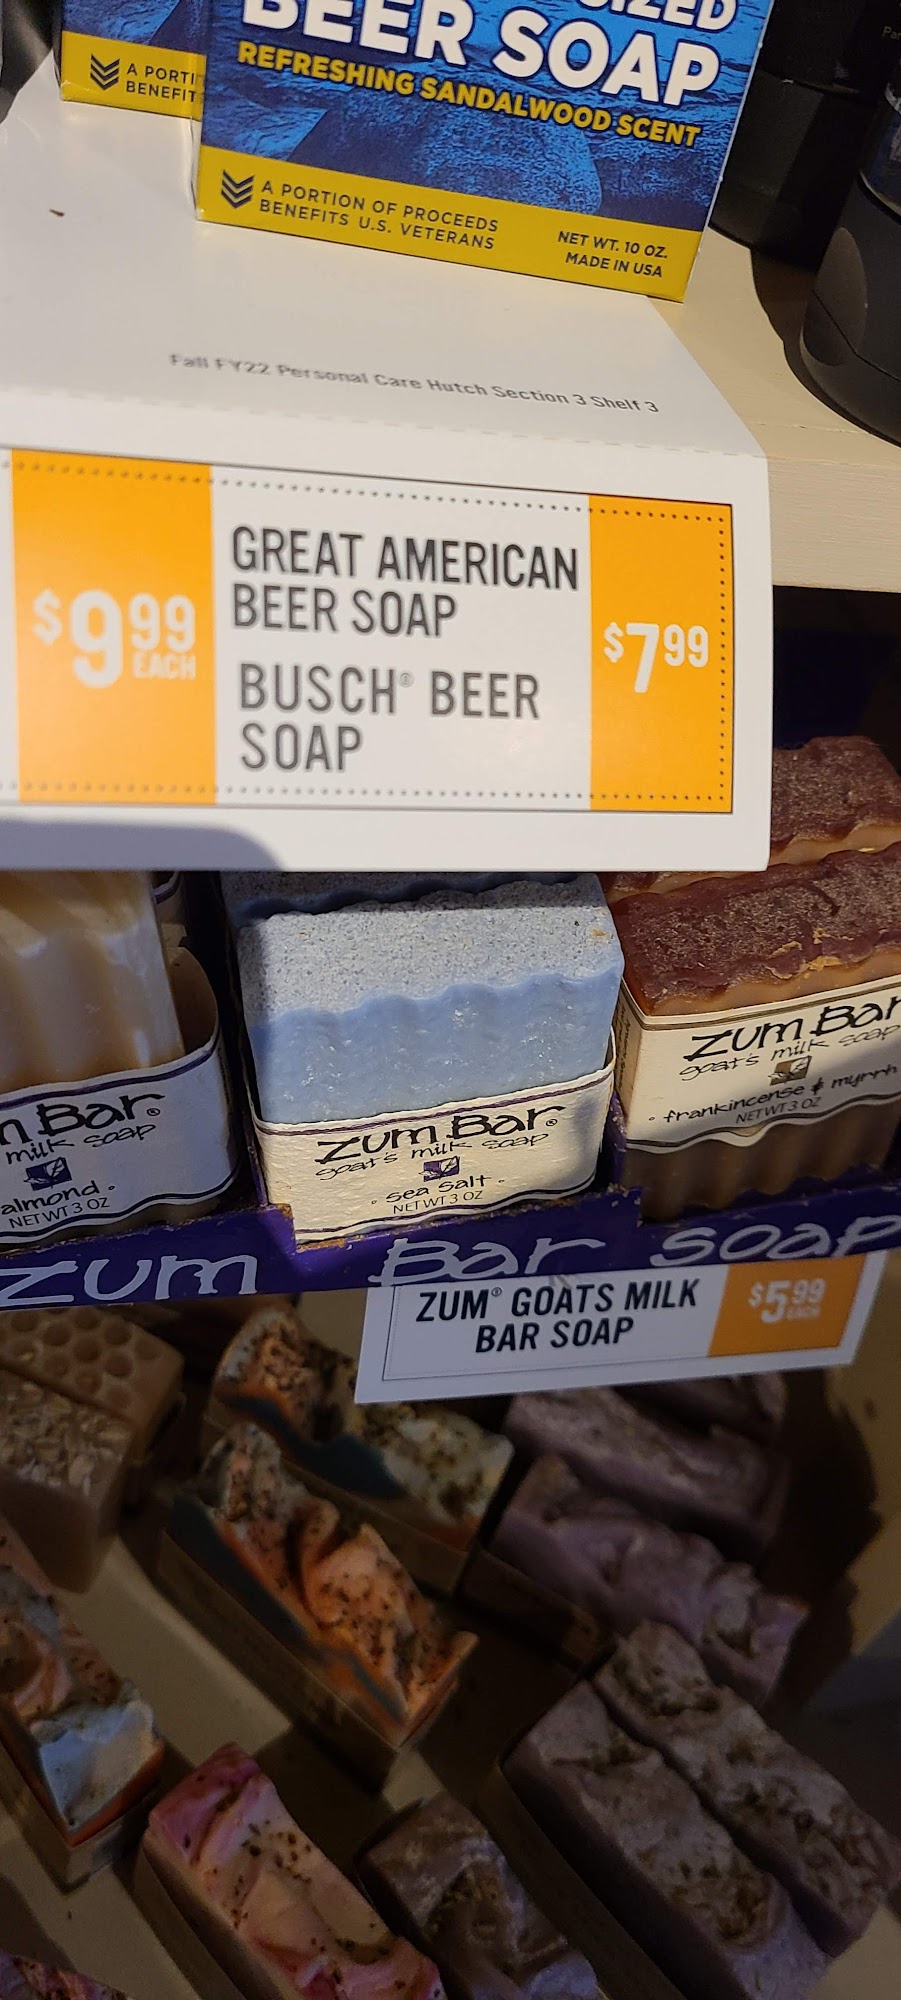 BEER SOAP
REFRESHING SANDALWOOD SCENT
A PORTI
BENEFIT
A PORTION OF PROCEEDS
BENEFITS U.S. VETERANS
NET WT. 10 OZ.
MADE IN USA
Fall FY22 Personal Care Hutch Section 3 Shelf 3
$9.99
EACH
GREAT AMERICAN
BEER SOAP
BUSCH® BEER
SOAP
$7.99
m Bar®
milk soap
almond
NET WT 3 OZ
Zum Bar®
goat's milk soap
sea salt
NET WT 3 OZ
Zum Bar
goat's milk soap
frankincense & myrrh
NET WT 3 OZ
Zum Bar soap
ZUM® GOATS MILK
BAR SOAP
$5.99
EACH